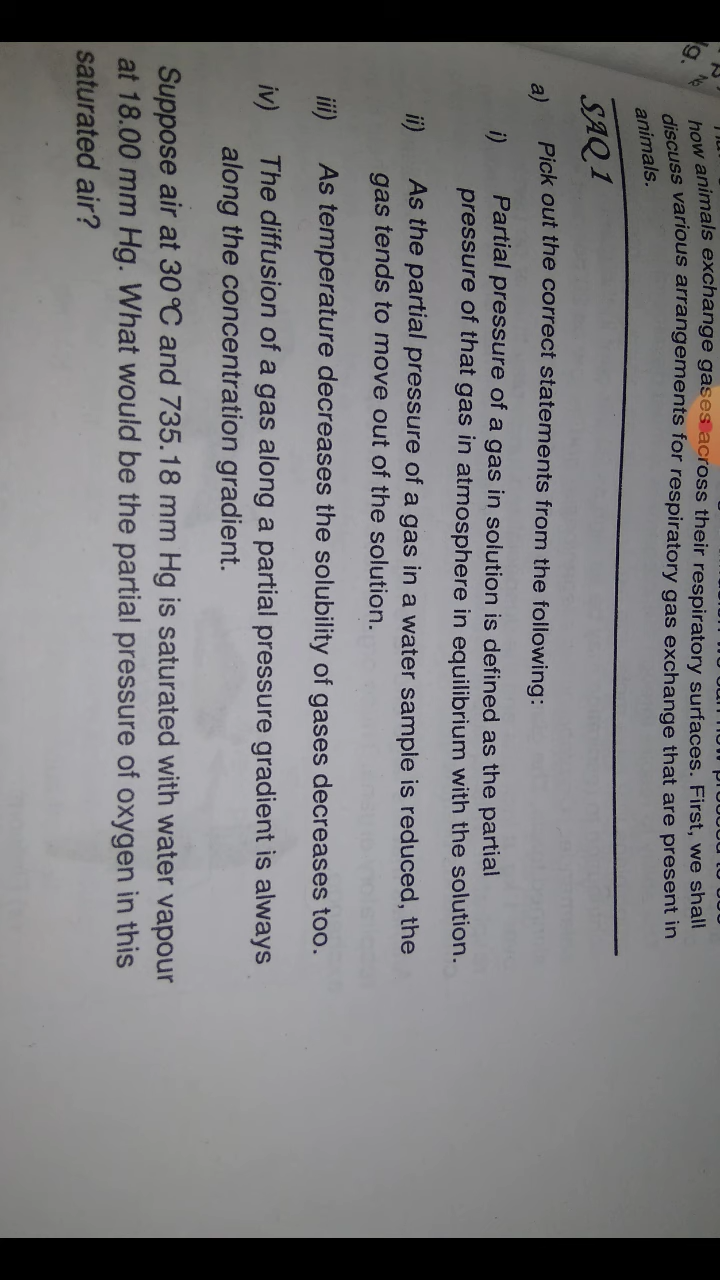 how animals exchange gases across their respiratory surfaces. First, we shall
discuss various arrangements for respiratory gas exchange that are present in
animals.
SAQ 1
a) Pick out the correct statements from the following:
i) Partial pressure of a gas in solution is defined as the partial
pressure of that gas in atmosphere in equilibrium with the solution.
ii) As the partial pressure of a gas in a water sample is reduced, the
gas tends to move out of the solution.
iii) As temperature decreases the solubility of gases decreases too.
iv) The diffusion of a gas along a partial pressure gradient is always
along the concentration gradient.
Suppose air at 30°C and 735.18 mm Hg is saturated with water vapour
at 18.00 mm Hg. What would be the partial pressure of oxygen in this
saturated air?